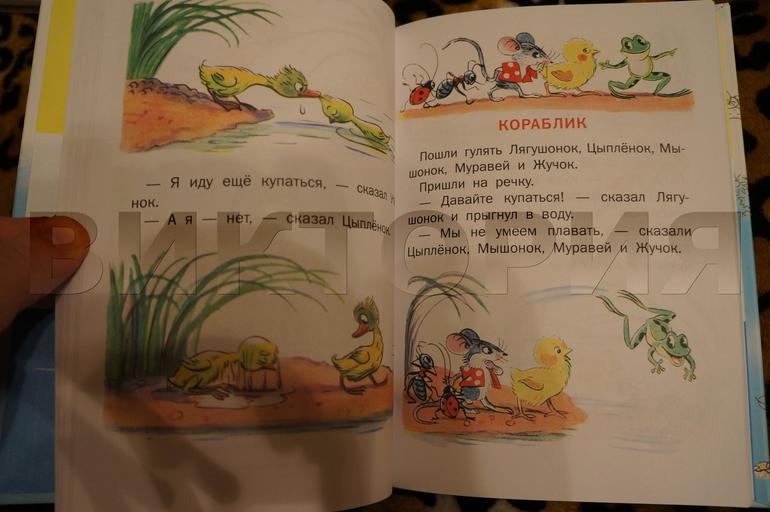 — Я иду ещё купаться, — сказал
нок.
— А я — нет, — сказал Цыплёнок.
КОРАБЛИК
Пошли гулять Лягушонок, Цыплёнок, Мы-
шонок, Муравей и Жучок.
Пришли на речку.
— Давайте купаться! — сказал Лягу-
шонок и прыгнул в воду.
— Мы не умеем плавать, — сказали
Цыплёнок, Мышонок, Муравей и Жучок.
ВИКТОРИЯ